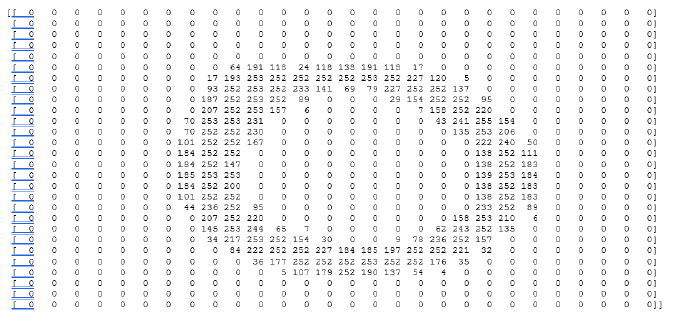 [[ 0 0 0 0 0 0 0 0 0 0 0 0 0 0 0 0 0 0 0 0 0 0 0 0 0 0 0 0]
[ 0 0 0 0 0 0 0 0 0 0 0 0 0 0 0 0 0 0 0 0 0 0 0 0 0 0 0 0]
[ 0 0 0 0 0 0 0 0 0 0 0 0 0 0 0 0 0 0 0 0 0 0 0 0 0 0 0 0]
[ 0 0 0 0 0 0 0 0 0 0 0 0 0 0 0 0 0 0 0 0 0 0 0 0 0 0 0 0]
[ 0 0 0 0 0 0 0 0 0 0 0 0 0 0 0 0 0 0 0 0 0 0 0 0 0 0 0 0]
[ 0 0 0 0 0 0 0 0 0 64 191 118 24 118 138 191 118 17 0 0 0 0 0 0 0 0 0 0]
[ 0 0 0 0 0 0 0 0 17 193 253 252 252 252 252 253 252 227 120 5 0 0 0 0 0 0 0 0]
[ 0 0 0 0 0 0 0 0 93 252 253 252 233 141 69 79 227 252 252 137 0 0 0 0 0 0 0 0]
[ 0 0 0 0 0 0 0 0 187 252 253 252 89 0 0 0 29 154 252 252 95 0 0 0 0 0 0 0]
[ 0 0 0 0 0 0 0 0 207 252 253 157 6 0 0 0 0 7 158 252 220 0 0 0 0 0 0 0]
[ 0 0 0 0 0 0 0 70 253 253 231 0 0 0 0 0 0 43 241 255 154 0 0 0 0 0 0 0]
[ 0 0 0 0 0 0 0 70 252 252 230 0 0 0 0 0 0 0 135 253 206 0 0 0 0 0 0 0]
[ 0 0 0 0 0 0 0 101 252 252 167 0 0 0 0 0 0 0 0 222 240 50 0 0 0 0 0 0]
[ 0 0 0 0 0 0 0 184 252 252 0 0 0 0 0 0 0 0 0 138 252 111 0 0 0 0 0 0]
[ 0 0 0 0 0 0 0 184 252 147 0 0 0 0 0 0 0 0 0 138 252 183 0 0 0 0 0 0]
[ 0 0 0 0 0 0 0 185 253 253 0 0 0 0 0 0 0 0 0 139 253 184 0 0 0 0 0 0]
[ 0 0 0 0 0 0 0 184 252 200 0 0 0 0 0 0 0 0 0 138 252 183 0 0 0 0 0 0]
[ 0 0 0 0 0 0 0 101 252 252 0 0 0 0 0 0 0 0 0 138 252 183 0 0 0 0 0 0]
[ 0 0 0 0 0 0 0 44 236 252 95 0 0 0 0 0 0 0 0 233 252 89 0 0 0 0 0 0]
[ 0 0 0 0 0 0 0 0 207 252 220 0 0 0 0 0 0 0 158 253 210 6 0 0 0 0 0 0]
[ 0 0 0 0 0 0 0 0 145 253 244 65 7 0 0 0 0 62 243 252 135 0 0 0 0 0 0 0]
[ 0 0 0 0 0 0 0 0 34 217 253 252 154 30 0 0 9 78 236 252 157 0 0 0 0 0 0 0]
[ 0 0 0 0 0 0 0 0 0 84 222 252 252 227 184 185 197 252 252 221 32 0 0 0 0 0 0 0]
[ 0 0 0 0 0 0 0 0 0 0 36 177 252 252 252 253 252 252 176 35 0 0 0 0 0 0 0 0]
[ 0 0 0 0 0 0 0 0 0 0 0 5 107 179 252 190 137 54 4 0 0 0 0 0 0 0 0 0]
[ 0 0 0 0 0 0 0 0 0 0 0 0 0 0 0 0 0 0 0 0 0 0 0 0 0 0 0 0]
[ 0 0 0 0 0 0 0 0 0 0 0 0 0 0 0 0 0 0 0 0 0 0 0 0 0 0 0 0]
[ 0 0 0 0 0 0 0 0 0 0 0 0 0 0 0 0 0 0 0 0 0 0 0 0 0 0 0 0]]